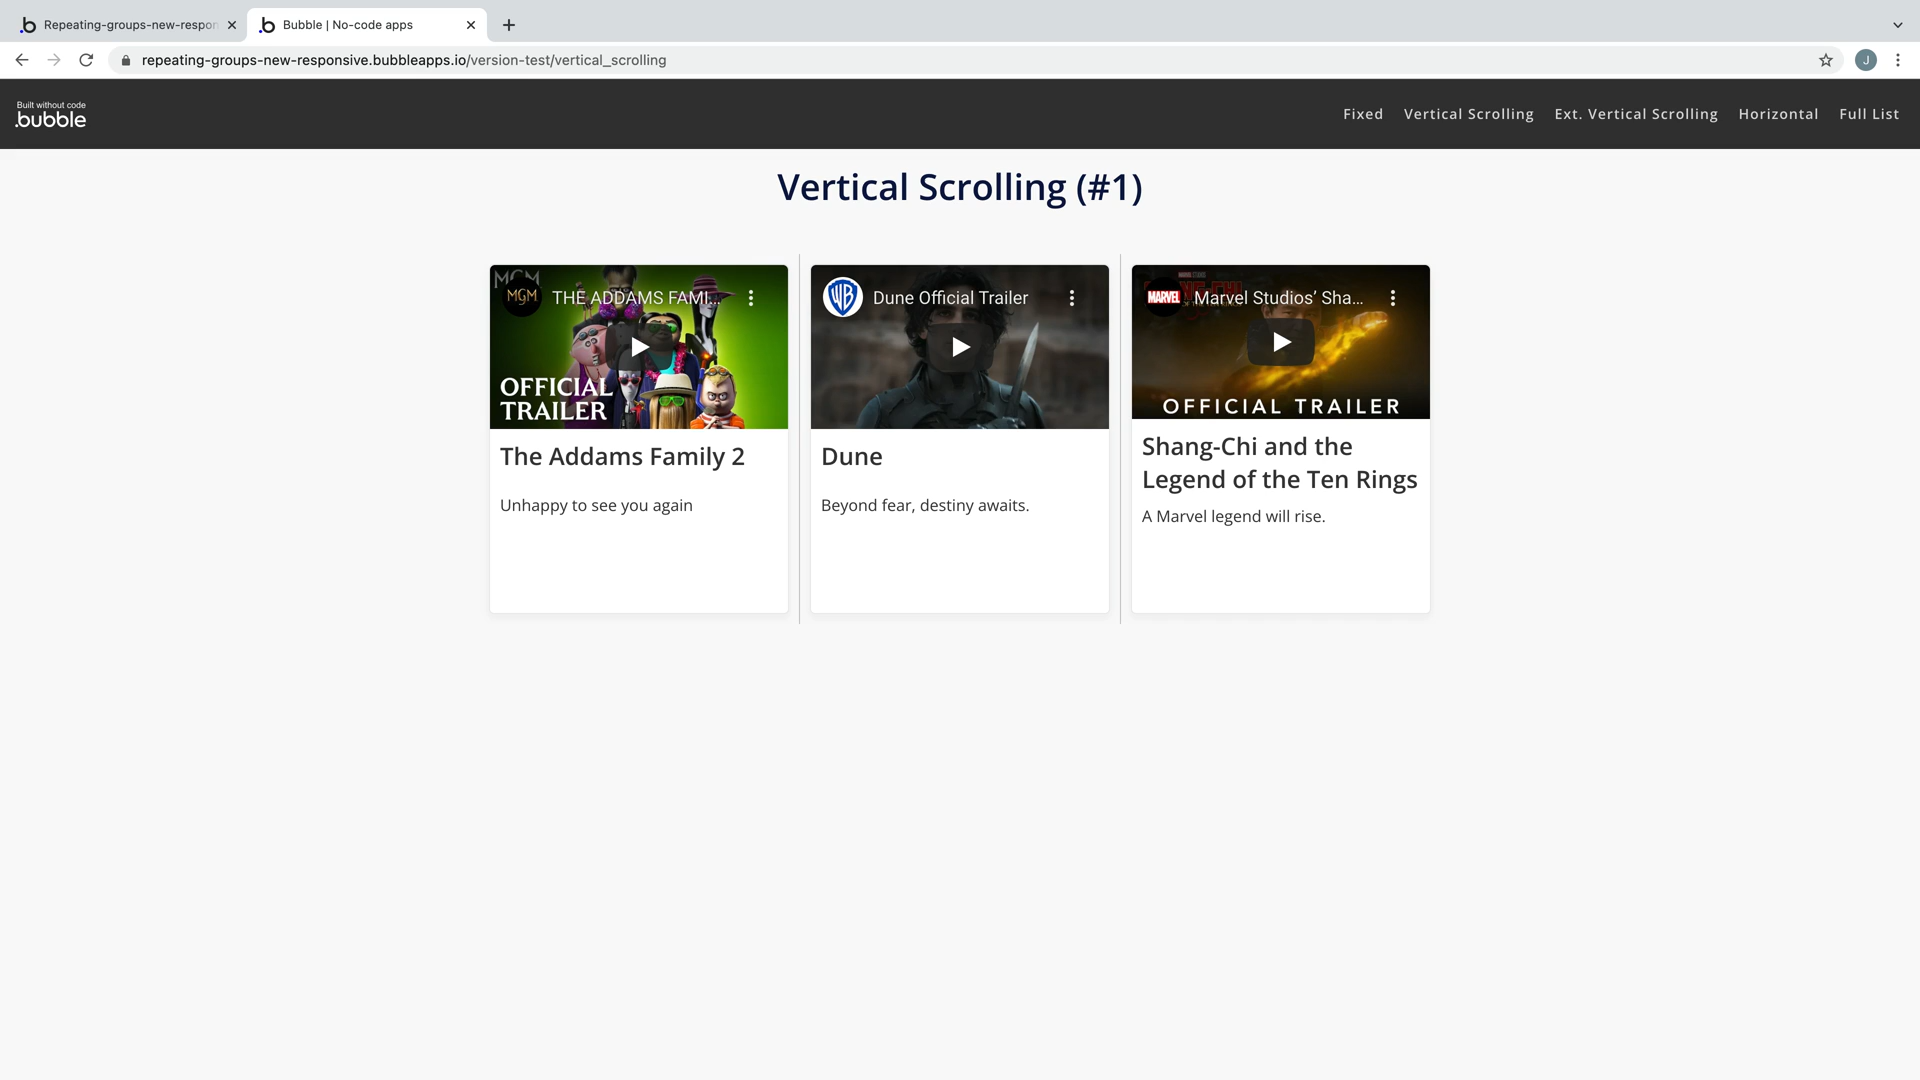 Repeating-groups-new-respon
Bubble | No-code apps
repeating-groups-new-responsive.bubbleapps.io/version-test/vertical_scrolling
J
Built without code
.bubble
Fixed
Vertical Scrolling
Ext. Vertical Scrolling
Horizontal
Full List
Vertical Scrolling (#1)
MGM
MGM
THE ADDAMS FAMI...
OFFICIAL
TRAILER
The Addams Family 2
Unhappy to see you again
WB
Dune Official Trailer
Dune
Beyond fear, destiny awaits.
MARVEL
Marvel Studios’ Sha...
OFFICIAL TRAILER
Shang-Chi and the
Legend of the Ten Rings
A Marvel legend will rise.